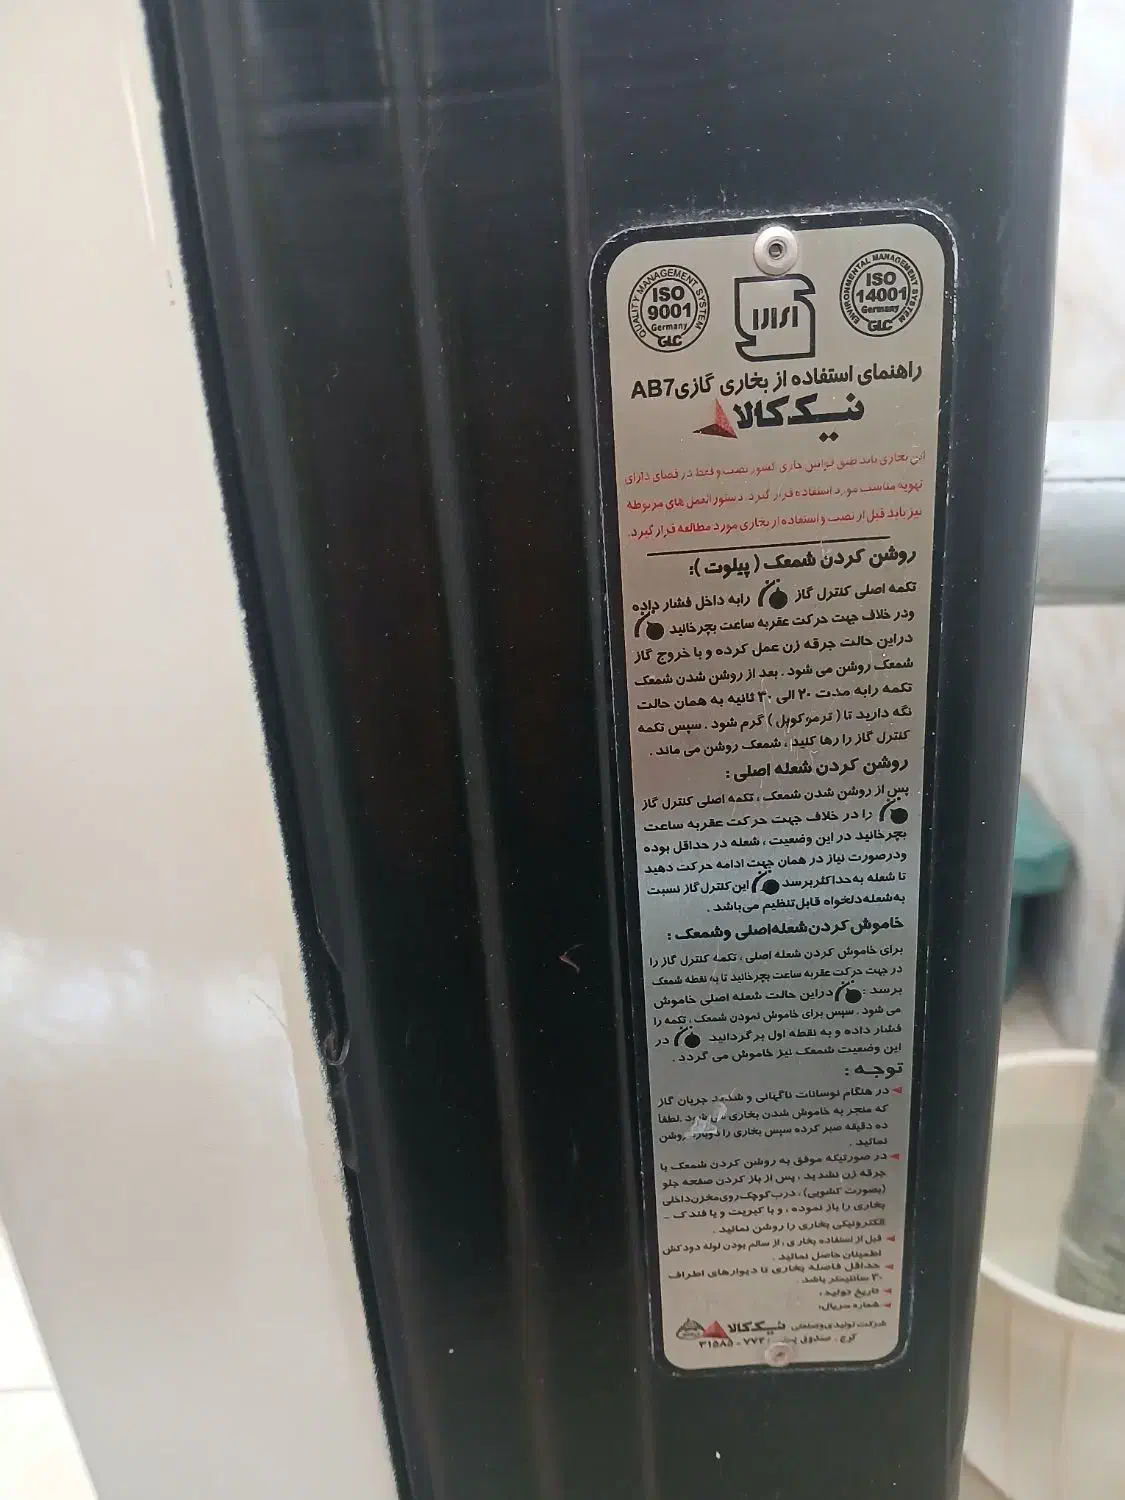 QUALITY MANAGEMENT SYSTEM
ISO
9001
Germany
GLC
ENVIRONMENTAL MANAGEMENT SYSTEM
ISO
14001
Germany
GLC
راهنمای استفاده از بخاری گازی AB7
نیک کالا
این بخاری باید طبق قوانین جاری کشور نصب و فقط در فضای دارای
تهویه مناسب مورد استفاده قرار گیرد. دستورالعمل های مربوطه
نیز باید قبل از نصب و استفاده از بخاری مورد مطالعه قرار گیرد.
روشن کردن شمعک ( پیلوت ):
تکمه اصلی کنترل گاز را به داخل فشار داده
ودر خلاف جهت حرکت عقربه ساعت بچرخانید
دراین حالت جرقه زن عمل کرده و با خروج گاز
شمعک روشن می شود . بعد از روشن شدن شمعک
تکمه رابه مدت ۲۰ الی ۳۰ ثانیه به همان حالت
نگه دارید تا ( ترموکوپل ) گرم شود . سپس تکمه
کنترل گاز را رها کنید ، شمعک روشن می ماند .
روشن کردن شعله اصلی :
پس از روشن شدن شمعک ، تکمه اصلی کنترل گاز
را در خلاف جهت حرکت عقربه ساعت
بچرخانید در این وضعیت ، شعله در حداقل بوده
ودرصورت نیاز در همان جهت ادامه حرکت دهید
تا شعله به حداکثر برسد این کنترل گاز نسبت
به شعله دلخواه قابل تنظیم می باشد .
خاموش کردن شعله اصلی وشمعک :
برای خاموش کردن شعله اصلی ، تکمه کنترل گاز را
در جهت حرکت عقربه ساعت بچرخانید تا به نقطه شمعک
برسد : دراین حالت شعله اصلی خاموش
می شود . سپس برای خاموش نمودن شمعک ، تکمه را
فشار داده و به نقطه اول برگردانید در
این وضعیت شمعک نیز خاموش می گردد .
توجه :
در هنگام نوسانات ناگهانی و شدید جریان گاز
که منجر به خاموش شدن بخاری می شود . لطفاً
ده دقیقه صبر کرده سپس بخاری را دوباره روشن
نمائید .
در صورتیکه موفق به روشن کردن شمعک با
جرقه زن نشدید ، پس از باز کردن صفحه جلو
(بصورت کشویی) ، درب کوچک روی مخزن داخلی
بخاری را باز نموده ، و با کبریت و یا فندک -
الکترونیکی بخاری را روشن نمائید .
قبل از استفاده بخاری ، از سالم بودن لوله دودکش
اطمینان حاصل نمائید .
حداقل فاصله بخاری تا دیوارهای اطراف
۳۰ سانتیمتر باشد .
تاریخ تولید :
شماره سریال :
شرکت تولیدی وصنعتی نیک کالا
کرج . صندوق ۷۷۳ - ۳۱۵۸۵